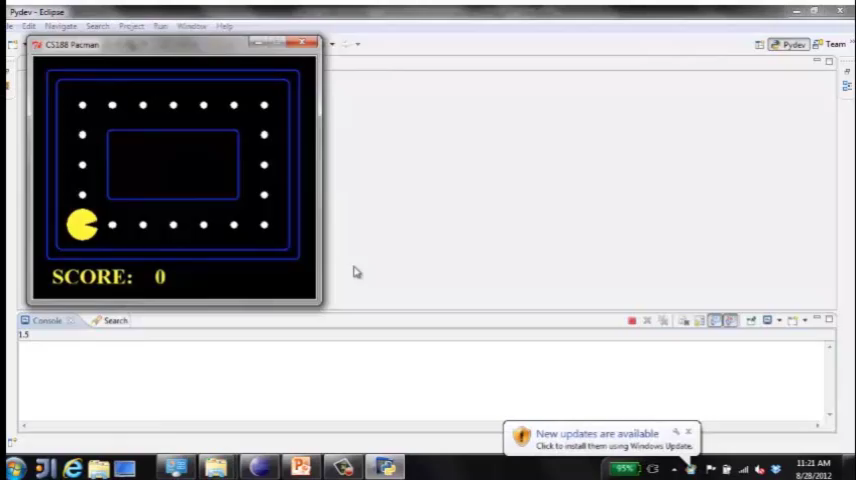 Pydev - Eclipse
Edit Navigate Search Project Run Window Help
CS188 Pacman
Pydev
Team
SCORE: 0
Console
Search
1.5
New updates are available
Click to install them using Windows Update.
95%
11:21 AM
8/28/2012